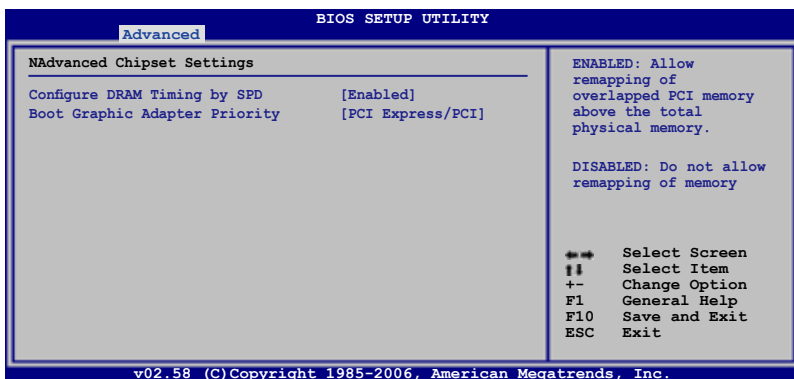 BIOS SETUP UTILITY
Advanced
NAdvanced Chipset Settings
Configure DRAM Timing by SPD [Enabled]
Boot Graphic Adapter Priority [PCI Express/PCI]
ENABLED: Allow
remapping of
overlapped PCI memory
above the total
physical memory.
DISABLED: Do not allow
remapping of memory
Select Screen
Select Item
+- Change Option
F1 General Help
F10 Save and Exit
ESC Exit
v02.58 (C)Copyright 1985-2006, American Megatrends, Inc.